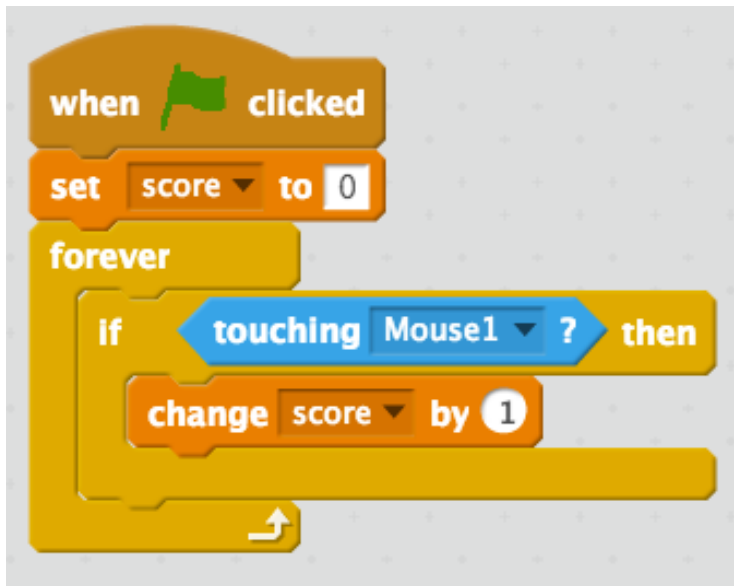 when clicked
set score to 0
forever
if touching Mouse1 ? then
change score by 1